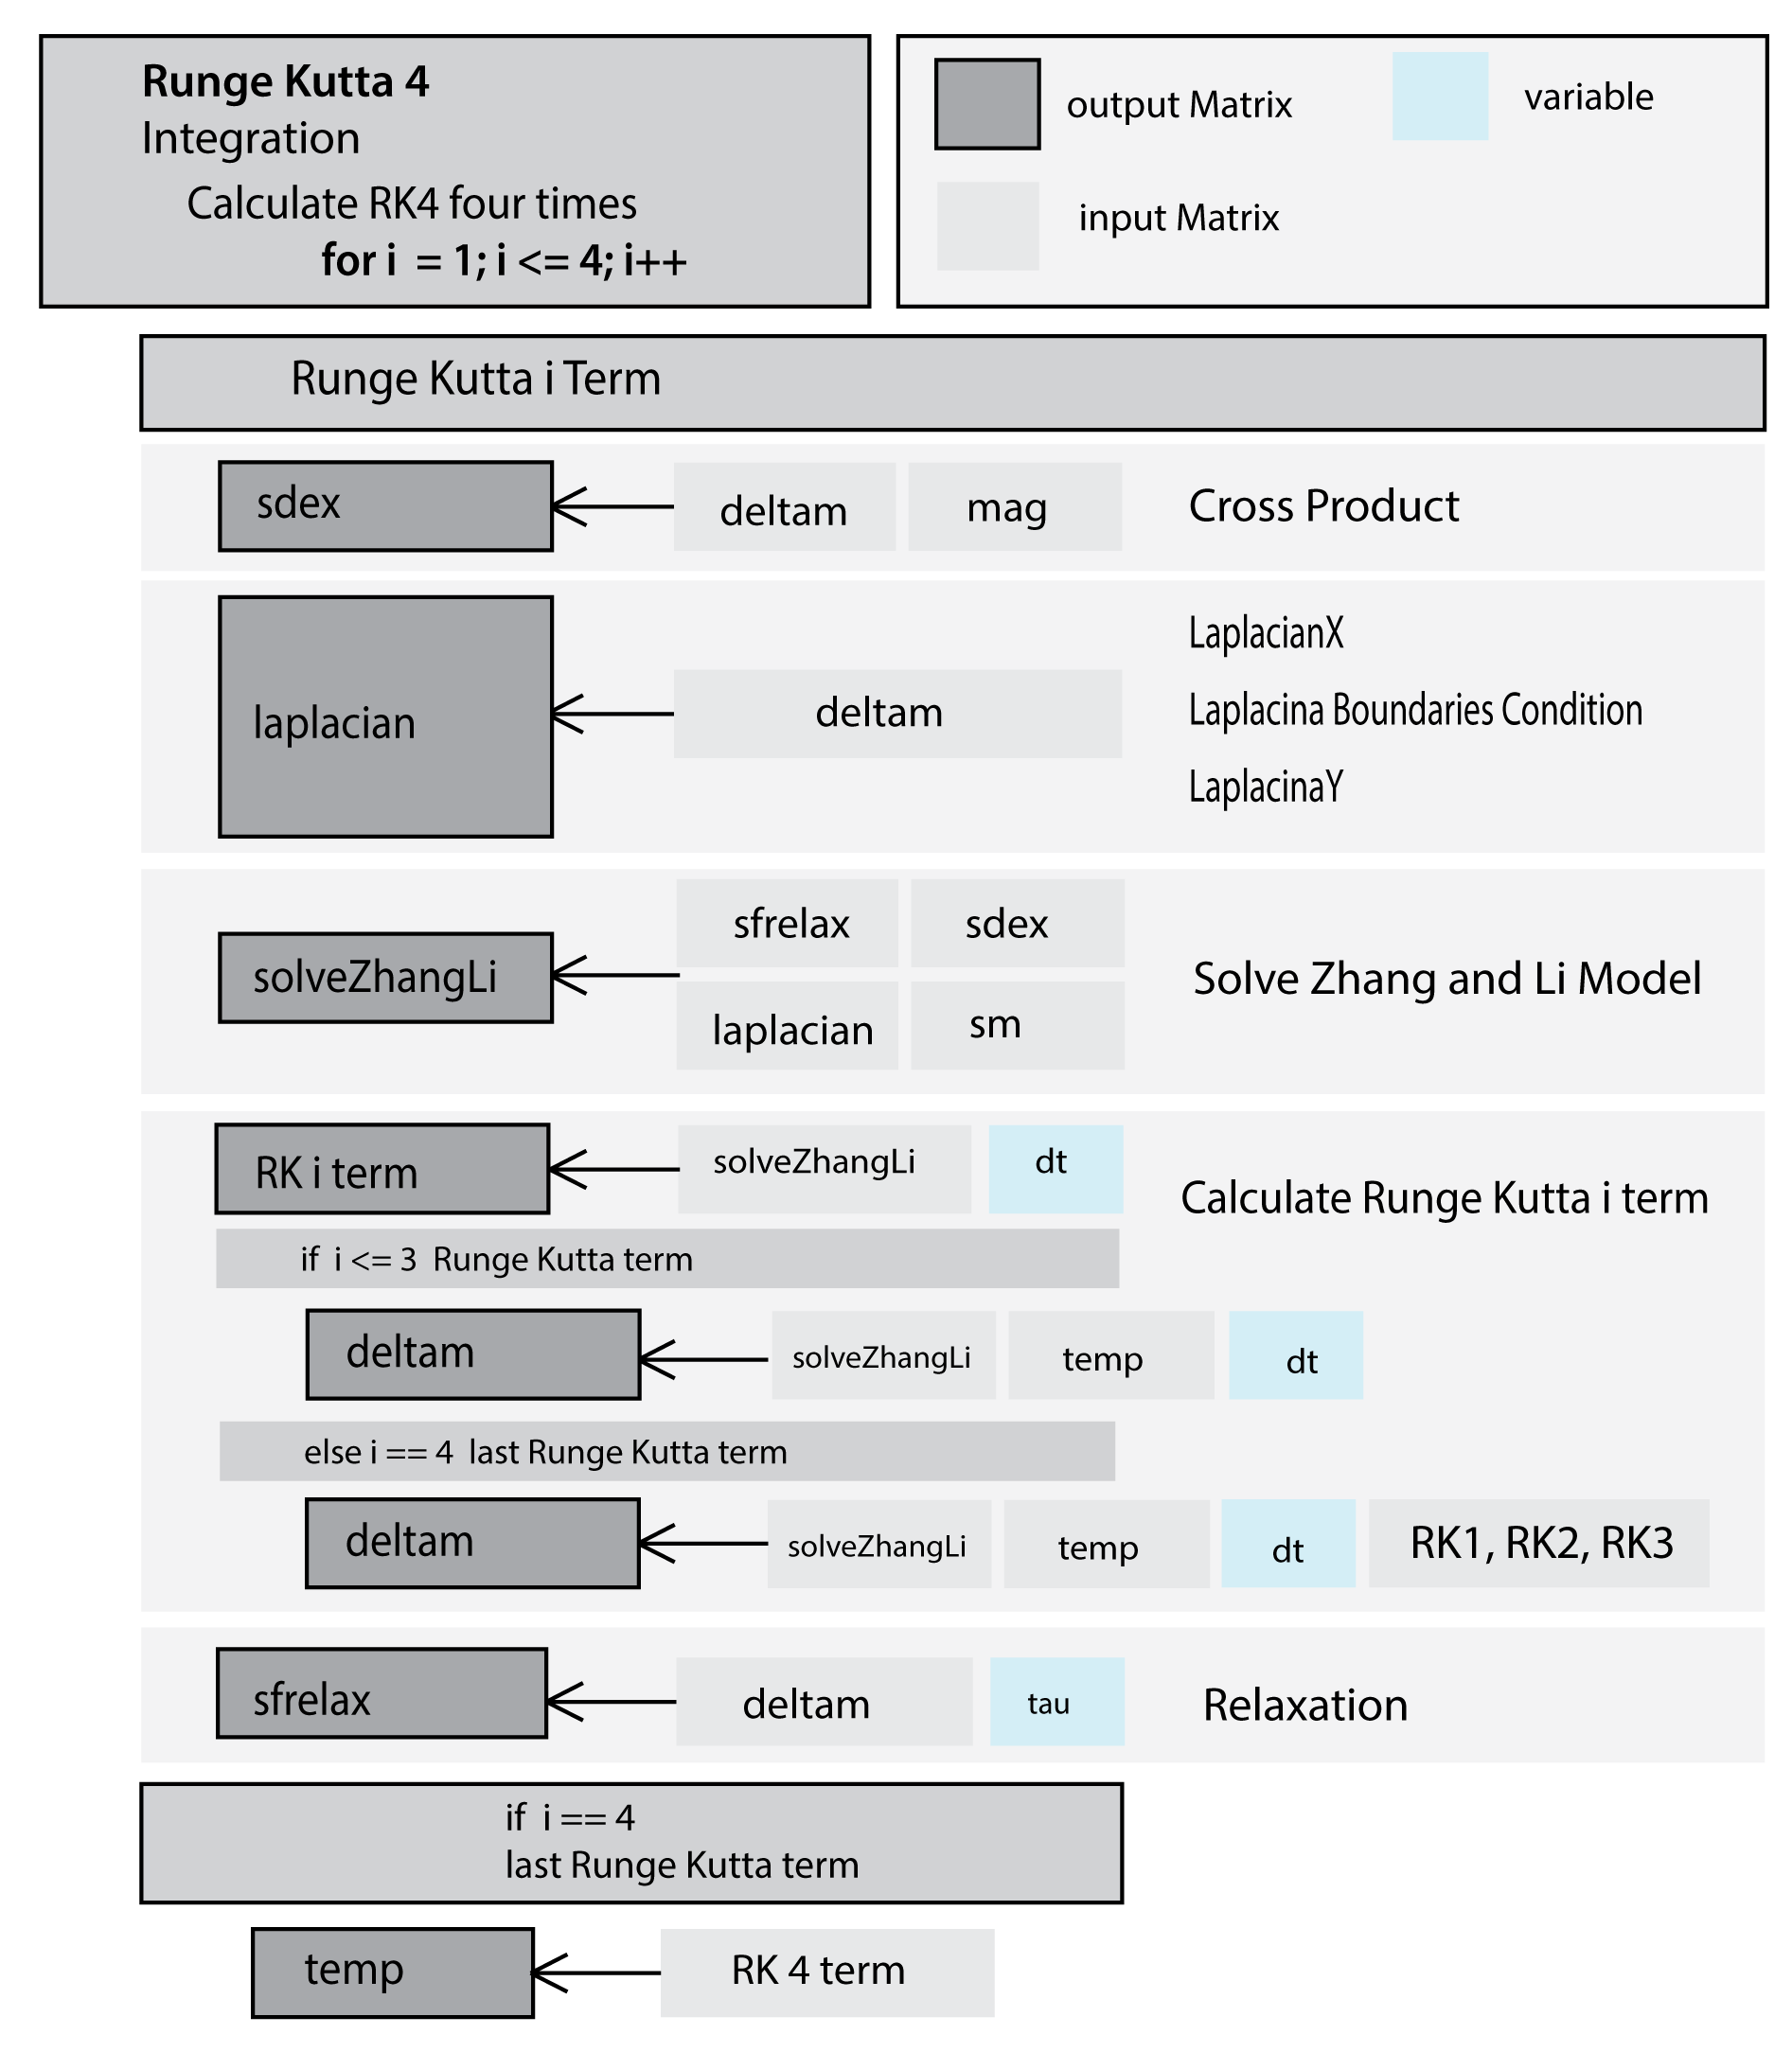 Runge Kutta 4
Integration
Calculate RK4 four times
for i = 1; i <= 4; i++
output Matrix
variable
input Matrix
Runge Kutta i Term
sdex
deltam
mag
Cross Product
laplacian
deltam
LaplacianX
Laplacina Boundaries Condition
LaplacinaY
solveZhangLi
sfrelax
sdex
laplacian
sm
Solve Zhang and Li Model
RK i term
solveZhangLi
dt
Calculate Runge Kutta i term
if i <= 3 Runge Kutta term
deltam
solveZhangLi
temp
dt
else i == 4 last Runge Kutta term
deltam
solveZhangLi
temp
dt
RK1, RK2, RK3
sfrelax
deltam
tau
Relaxation
if i == 4
last Runge Kutta term
temp
RK 4 term